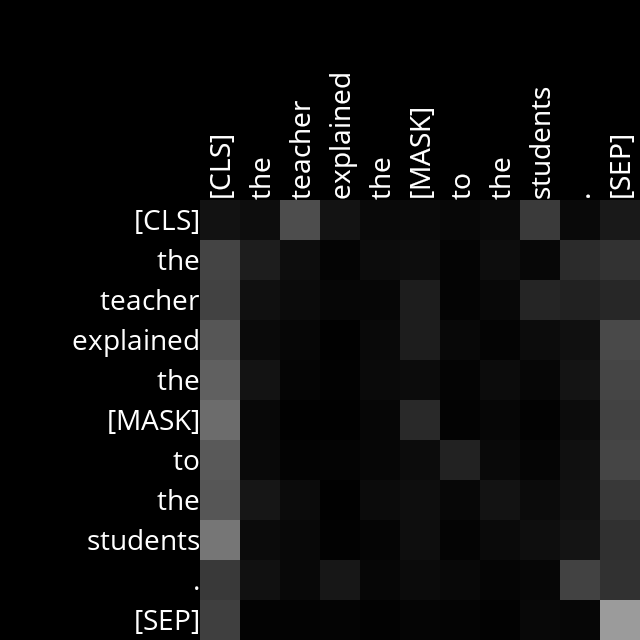 [CLS] the teacher explained the [MASK] to the students . [SEP]
[CLS]
the
teacher
explained
the
[MASK]
to
the
students
.
[SEP]